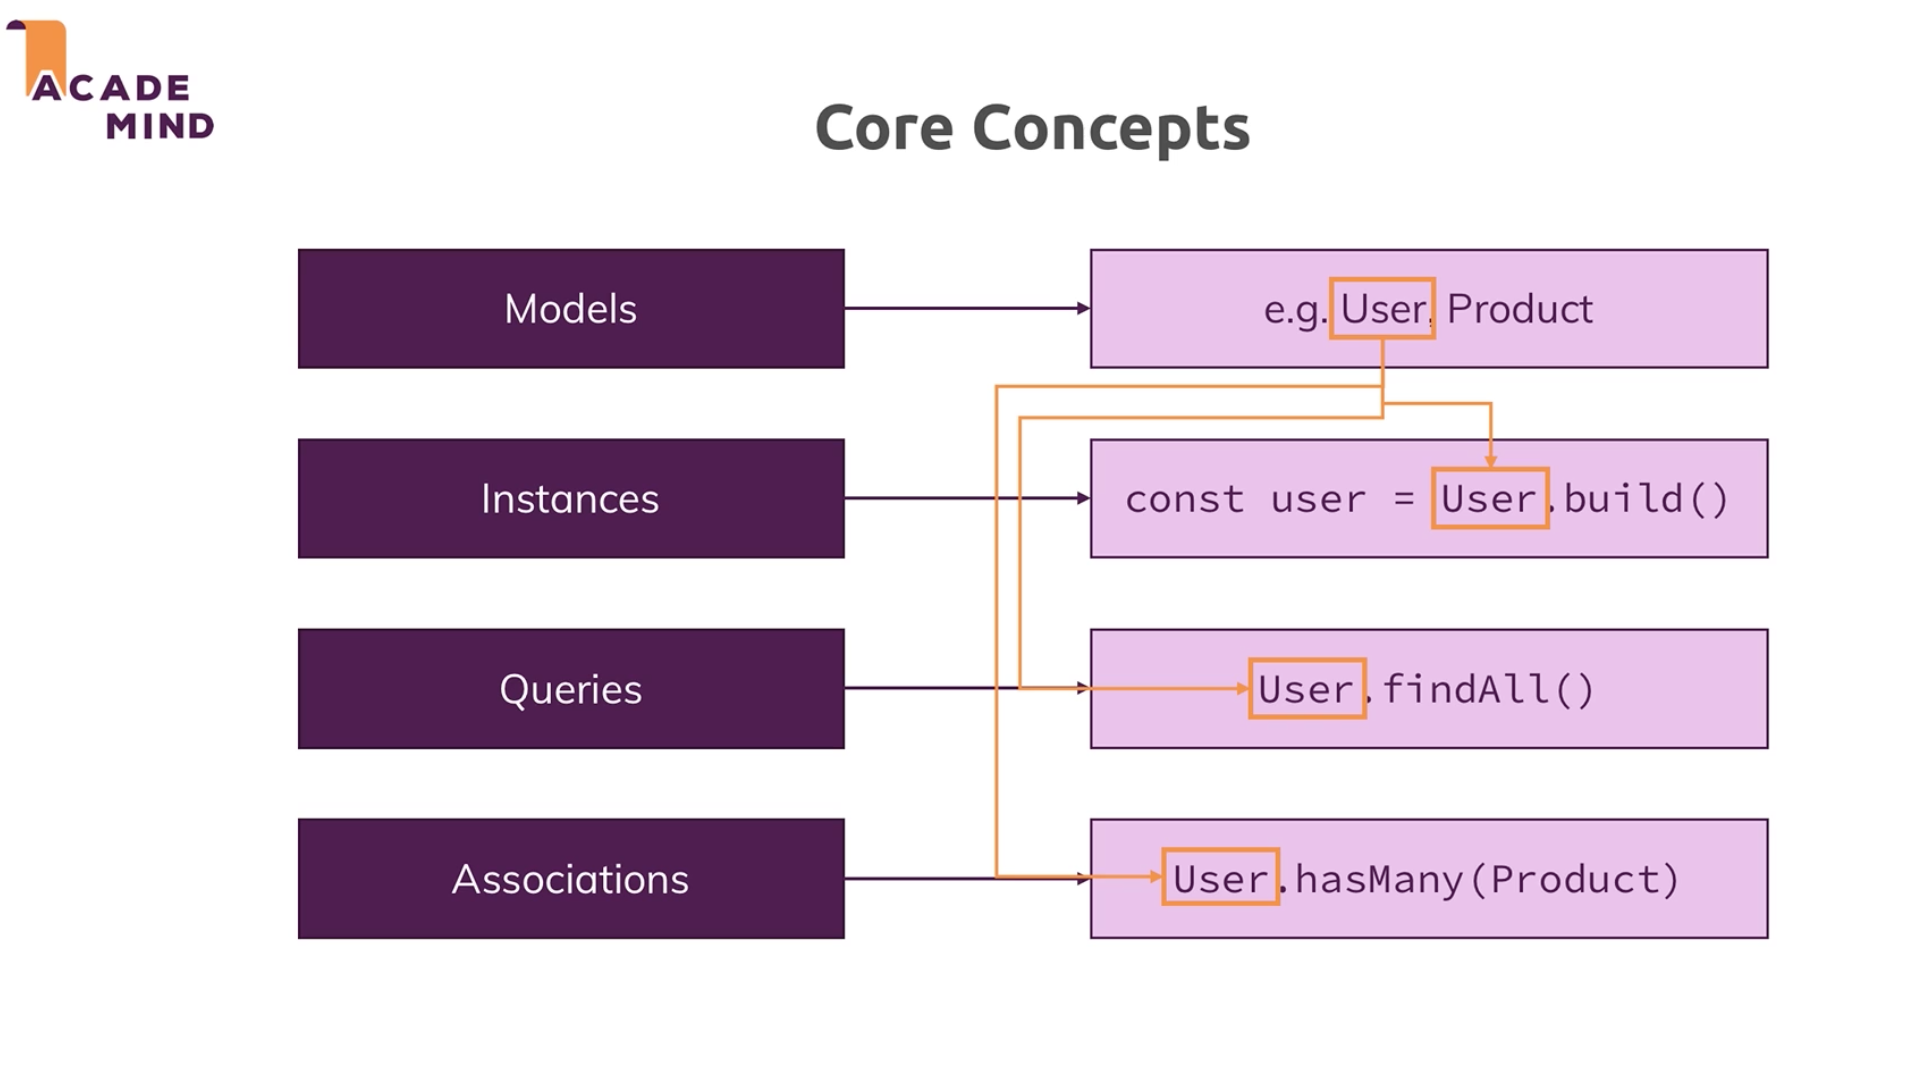 ACADE
MIND
Core Concepts
Models
e.g. User, Product
Instances
const user = User.build()
Queries
User.findAll()
Associations
User.hasMany(Product)